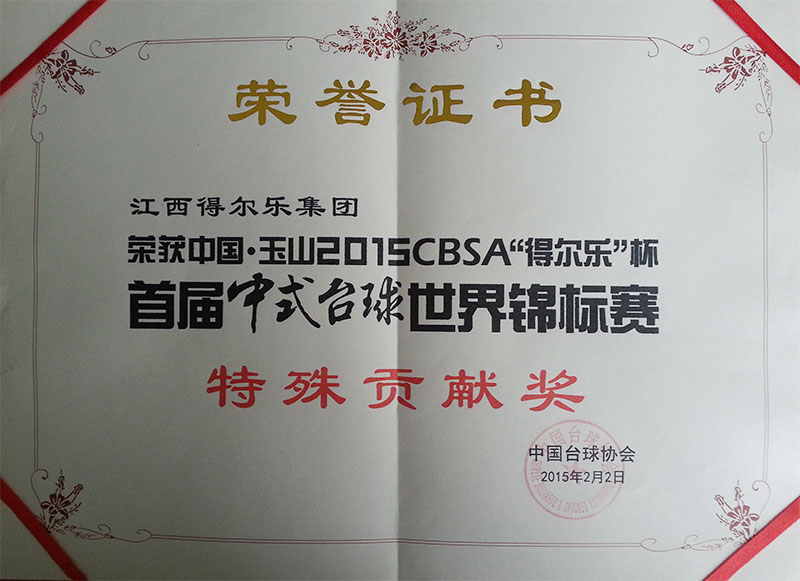 荣誉证书
江西得尔乐集团
荣获中国·玉山2015CBSA“得尔乐”杯
首届中式台球世界锦标赛
特殊贡献奖
中国台球协会
2015年2月2日